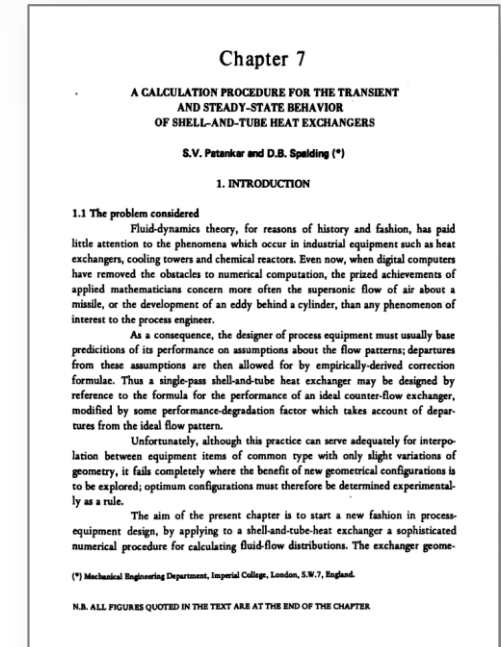 Chapter 7
A CALCULATION PROCEDURE FOR THE TRANSIENT
AND STEADY-STATE BEHAVIOR
OF SHELL-AND-TUBE HEAT EXCHANGERS
S.V. Patankar and D.B. Spalding (*)
1. INTRODUCTION
1.1 The problem considered
Fluid-dynamics theory, for reasons of history and fashion, has paid
little attention to the phenomena which occur in industrial equipment such as heat
exchangers, cooling towers and chemical reactors. Even now, when digital computers
have removed the obstacles to numerical computation, the prized achievements of
applied mathematicians concern more often the supersonic flow of air about a
missile, or the development of an eddy behind a cylinder, than any phenomenon of
interest to the process engineer.
As a consequence, the designer of process equipment must usually base
predicitions of its performance on assumptions about the flow patterns; departures
from these assumptions are then allowed for by empirically-derived correction
formulae. Thus a single-pass shell-and-tube heat exchanger may be designed by
reference to the formula for the performance of an ideal counter-flow exchanger,
modified by some performance-degradation factor which takes account of depar-
tures from the ideal flow pattern.
Unfortunately, although this practice can serve adequately for interpo-
lation between equipment items of common type with only slight variations of
geometry, it fails completely where the benefit of new geometrical configurations is
to be explored; optimum configurations must therefore be determined experimental-
ly as a rule.
The aim of the present chapter is to start a new fashion in process-
equipment design, by applying to a shell-and-tube-heat exchanger a sophisticated
numerical procedure for calculating fluid-flow distributions. The exchanger geome-
(*) Mechanical Engineering Department, Imperial College, London, S.W.7, England.
N.B. ALL FIGURES QUOTED IN THE TEXT ARE AT THE END OF THE CHAPTER